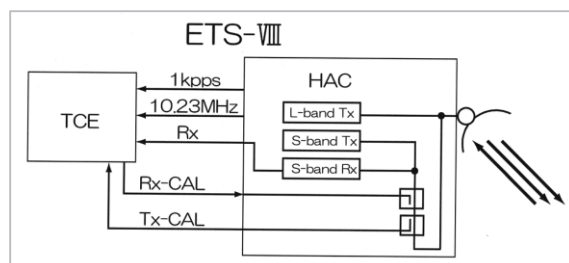 ETS-Ⅷ
HAC
TCE
1kpps
10.23MHz
Rx
Rx-CAL
Tx-CAL
L-band Tx
S-band Tx
S-band Rx